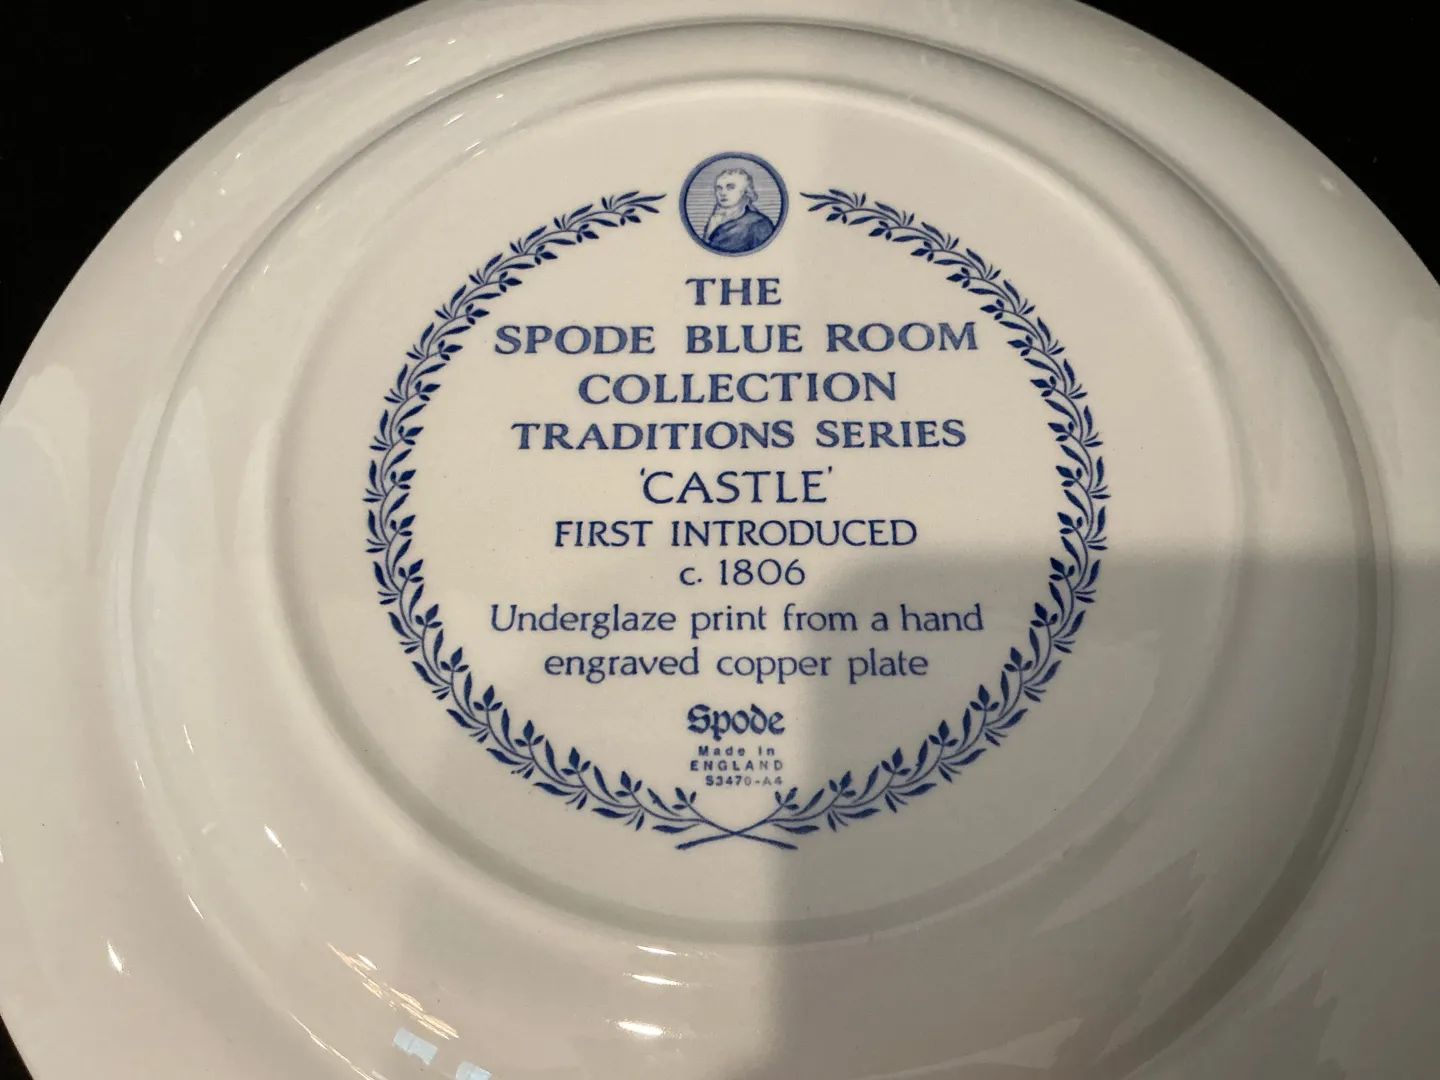 THE
SPODE BLUE ROOM
COLLECTION
TRADITIONS SERIES
'CASTLE'
FIRST INTRODUCED
c. 1806
Underglaze print from a hand
engraved copper plate
Spode
Made in
ENGLAND
S3470-A4